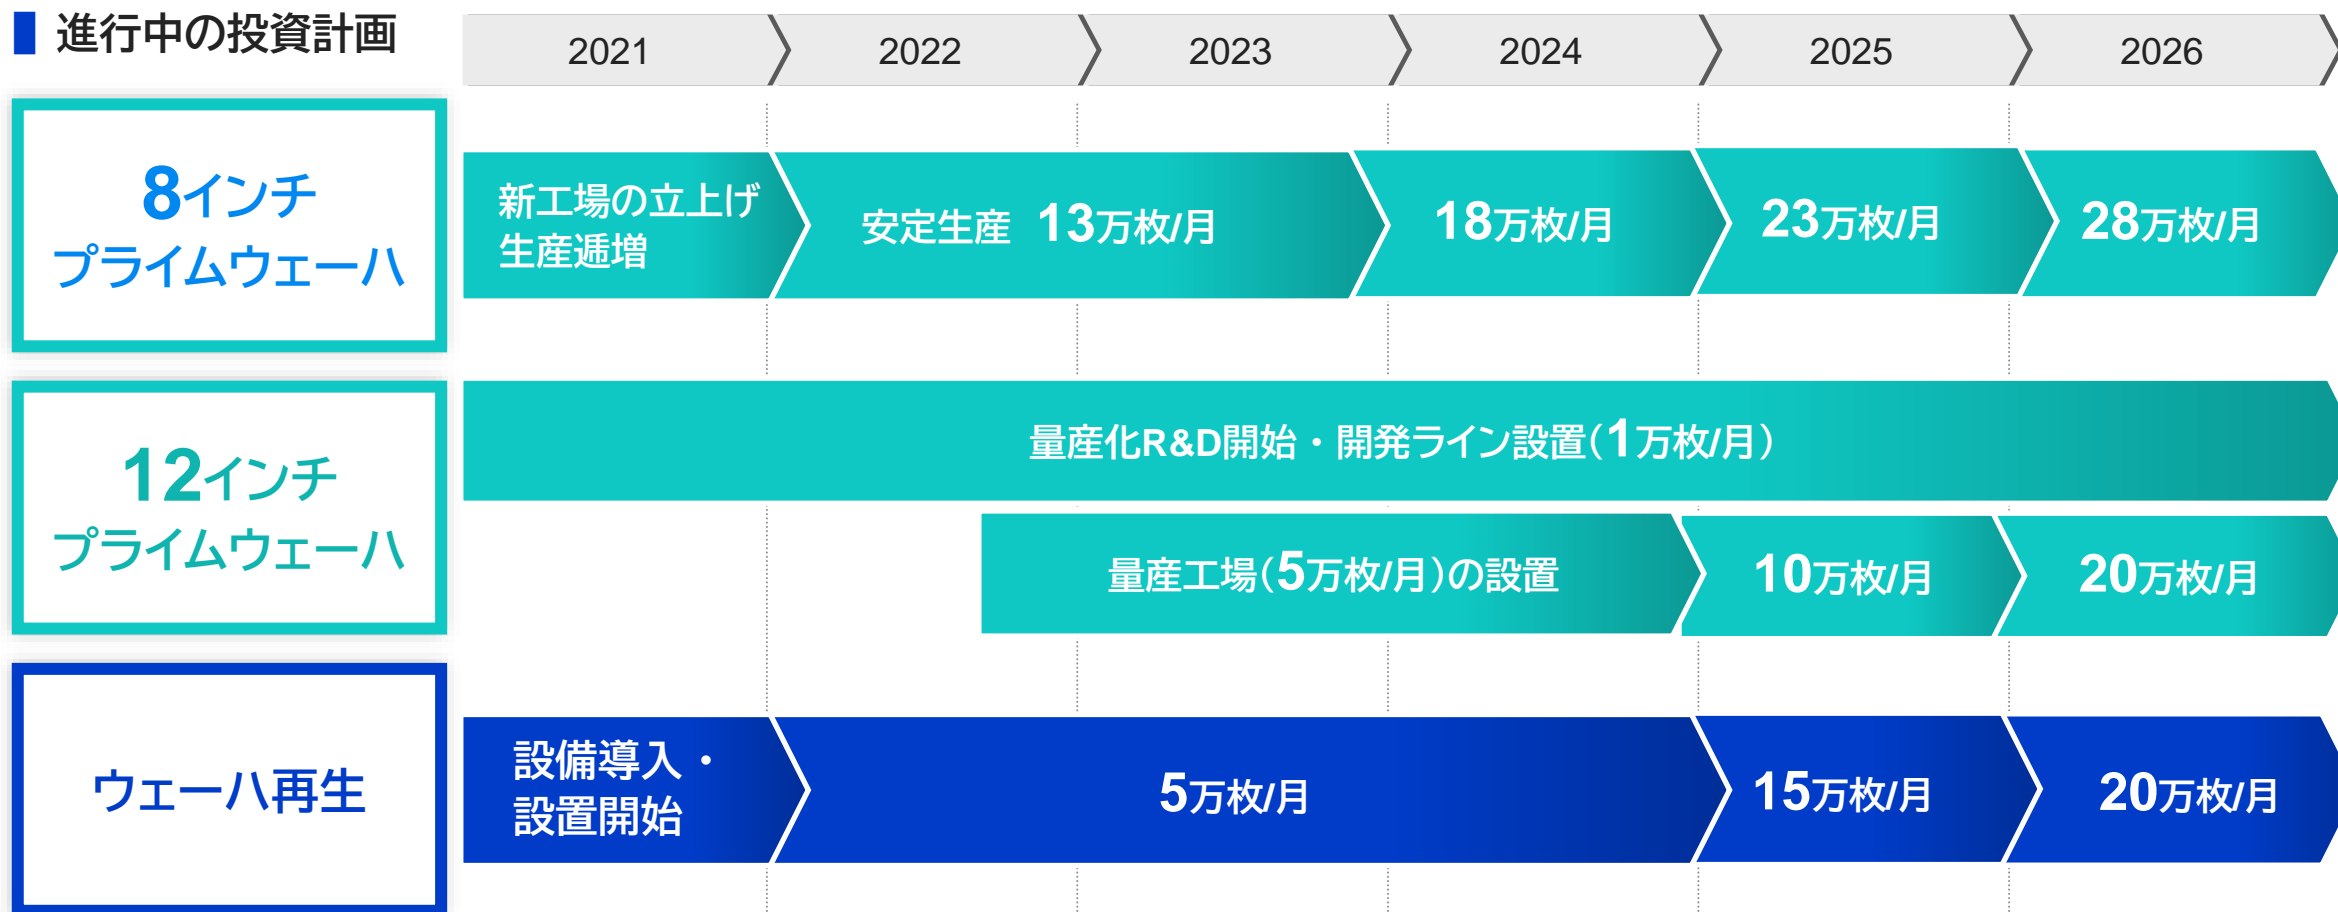 進行中の投資計画
2021
2022
2023
2024
2025
2026
8インチ
プライムウェーハ
新工場の立上げ
生産逓増
安定生産 13万枚/月
18万枚/月
23万枚/月
28万枚/月
12インチ
プライムウェーハ
量産化R&D開始・開発ライン設置(1万枚/月)
量産工場(5万枚/月)の設置
10万枚/月
20万枚/月
ウェーハ再生
設備導入・
設置開始
5万枚/月
15万枚/月
20万枚/月